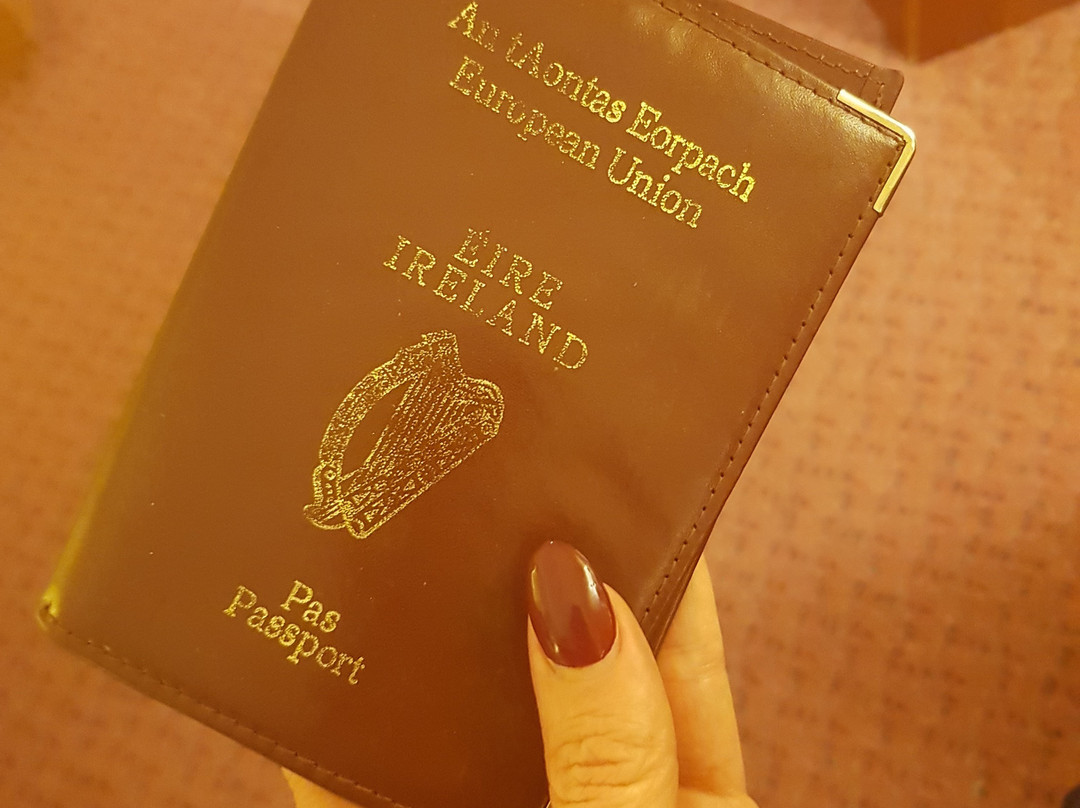 An tAontas Eorpach
European Union
ÉIRE
IRELAND
Pas
Passport